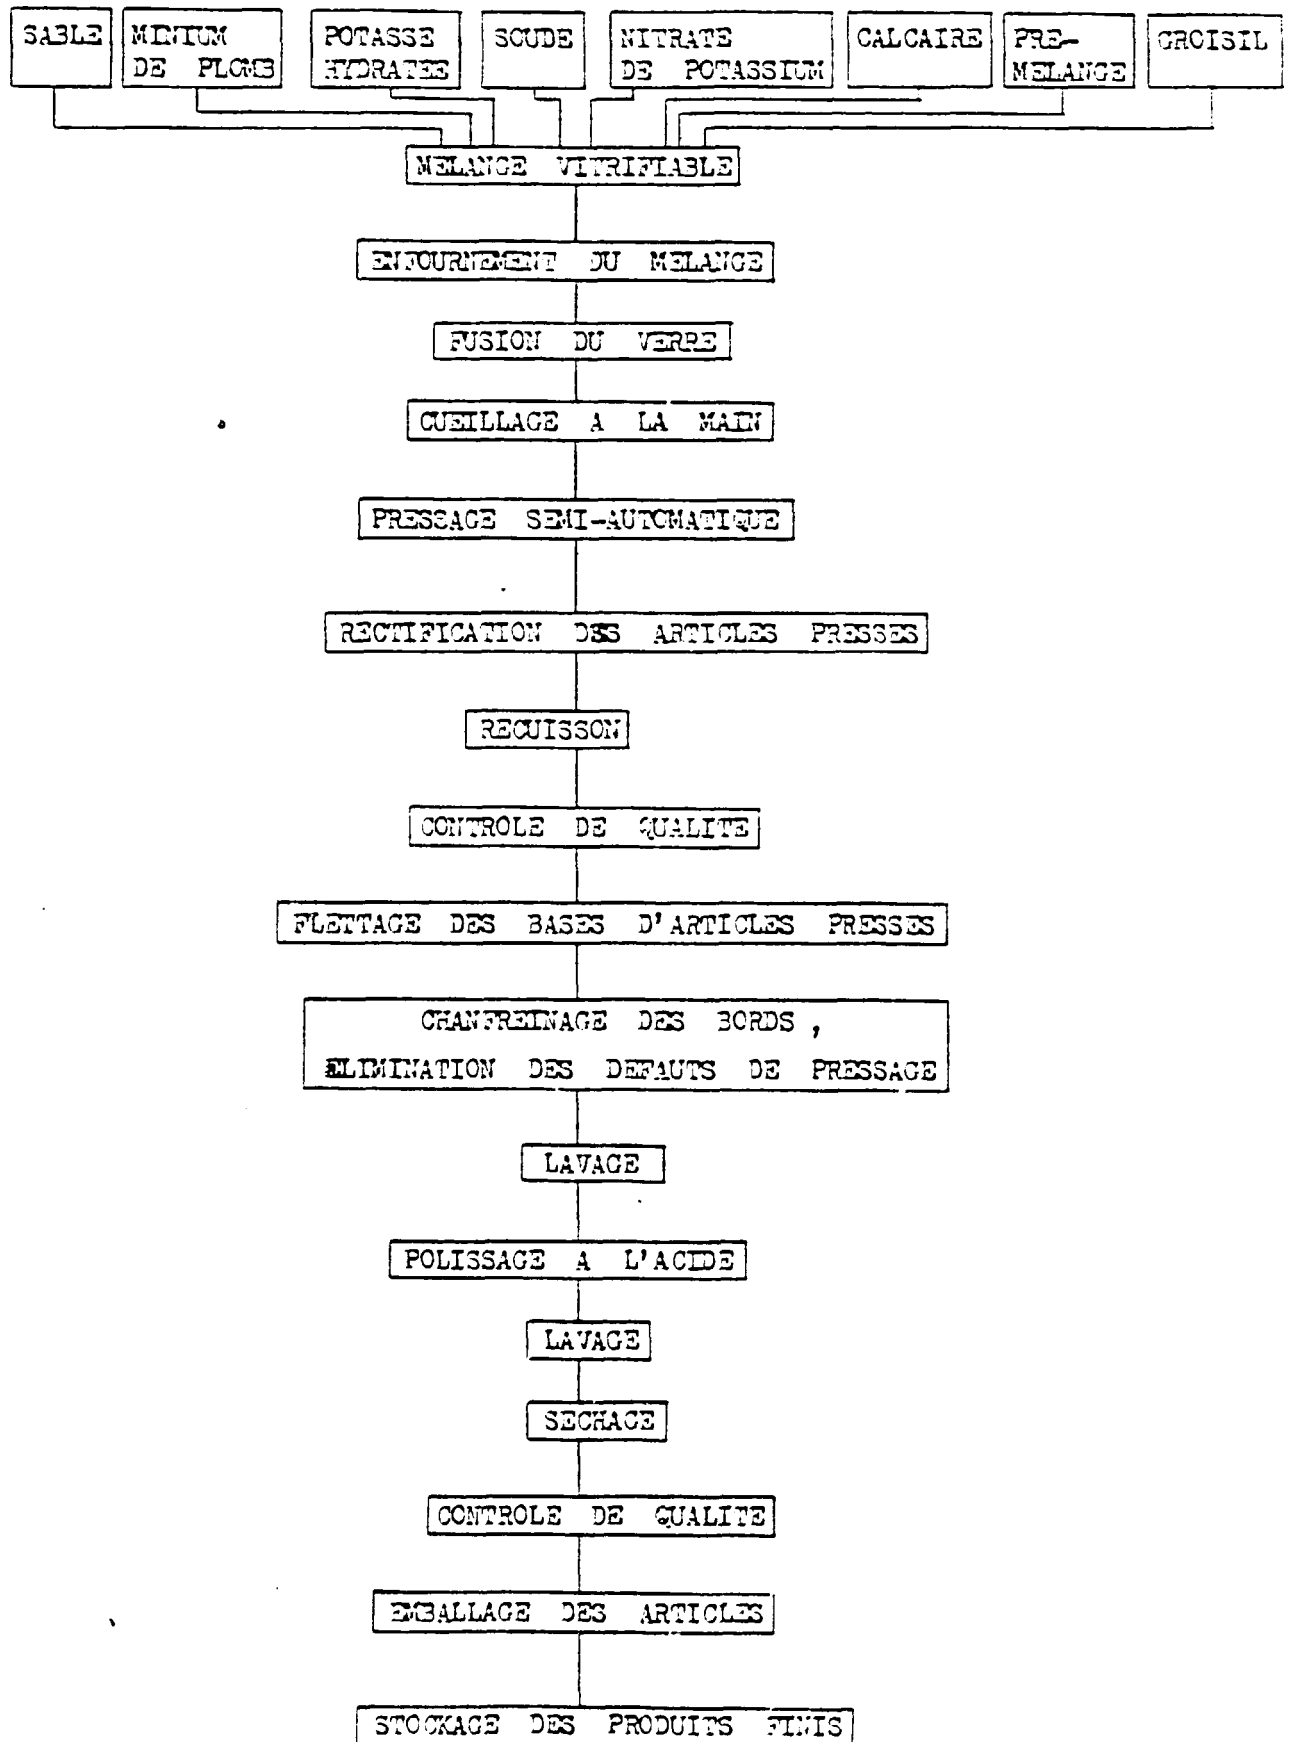 SABLE
MINIUM
DE PLOMB
POTASSE
HYDRATEE
SOUDE
NITRATE
DE POTASSIUM
CALCAIRE
PRE-
MELANGE
GROISIL
MELANGE VITRIFIABLE
ENFOURNEMENT DU MELANGE
FUSION DU VERRE
CUEILLAGE A LA MAIN
PRESSAGE SEMI-AUTOMATIQUE
RECTIFICATION DES ARTICLES PRESSES
RECUISSON
CONTROLE DE QUALITE
FLETTAGE DES BASES D'ARTICLES PRESSES
CHANFREINAGE DES BORDS ,
ELIMINATION DES DEFAUTS DE PRESSAGE
LAVAGE
POLISSAGE A L'ACIDE
LAVAGE
SECHAGE
CONTROLE DE QUALITE
EMBALLAGE DES ARTICLES
STOCKAGE DES PRODUITS FINIS